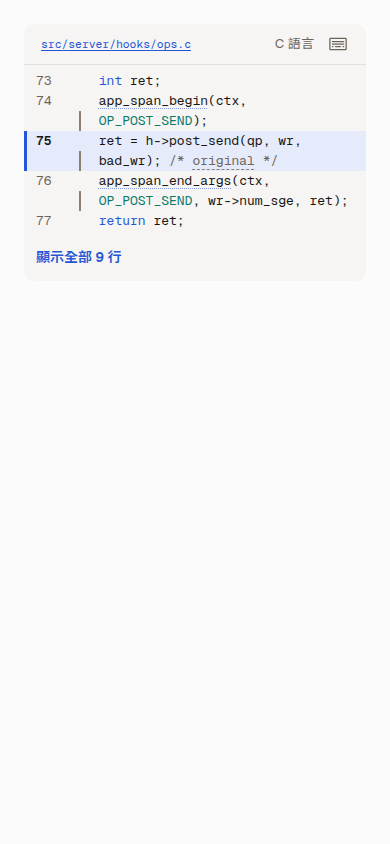 src/server/hooks/ops.c C 語言
73 int ret;
74 app_span_begin(ctx,
OP_POST_SEND);
75 ret = h->post_send(qp, wr,
bad_wr); /* original */
76 app_span_end_args(ctx,
OP_POST_SEND, wr->num_sge, ret);
77 return ret;
顯示全部 9 行